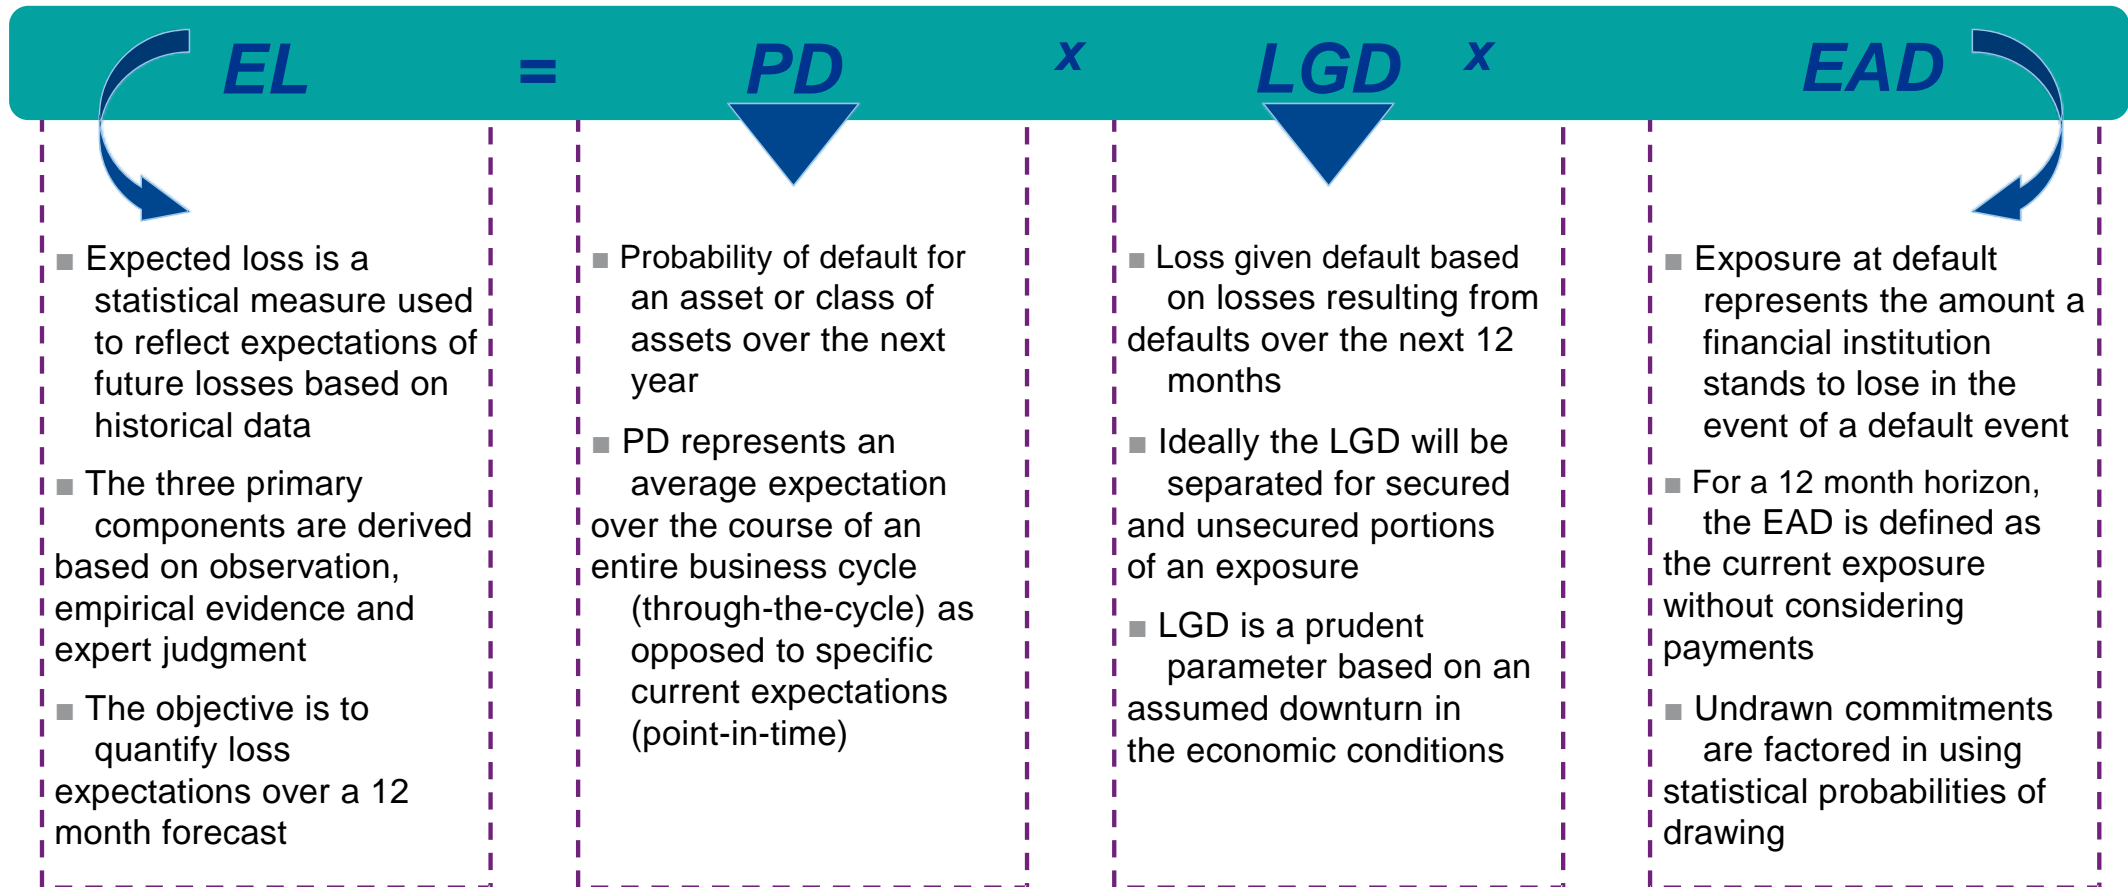 EL = PD x LGD x EAD
■ Expected loss is a
statistical measure used
to reflect expectations of
future losses based on
historical data
■ The three primary
components are derived
based on observation,
empirical evidence and
expert judgment
■ The objective is to
quantify loss
expectations over a 12
month forecast
■ Probability of default for
an asset or class of
assets over the next
year
■ PD represents an
average expectation
over the course of an
entire business cycle
(through-the-cycle) as
opposed to specific
current expectations
(point-in-time)
■ Loss given default based
on losses resulting from
defaults over the next 12
months
■ Ideally the LGD will be
separated for secured
and unsecured portions
of an exposure
■ LGD is a prudent
parameter based on an
assumed downturn in
the economic conditions
■ Exposure at default
represents the amount a
financial institution
stands to lose in the
event of a default event
■ For a 12 month horizon,
the EAD is defined as
the current exposure
without considering
payments
■ Undrawn commitments
are factored in using
statistical probabilities of
drawing